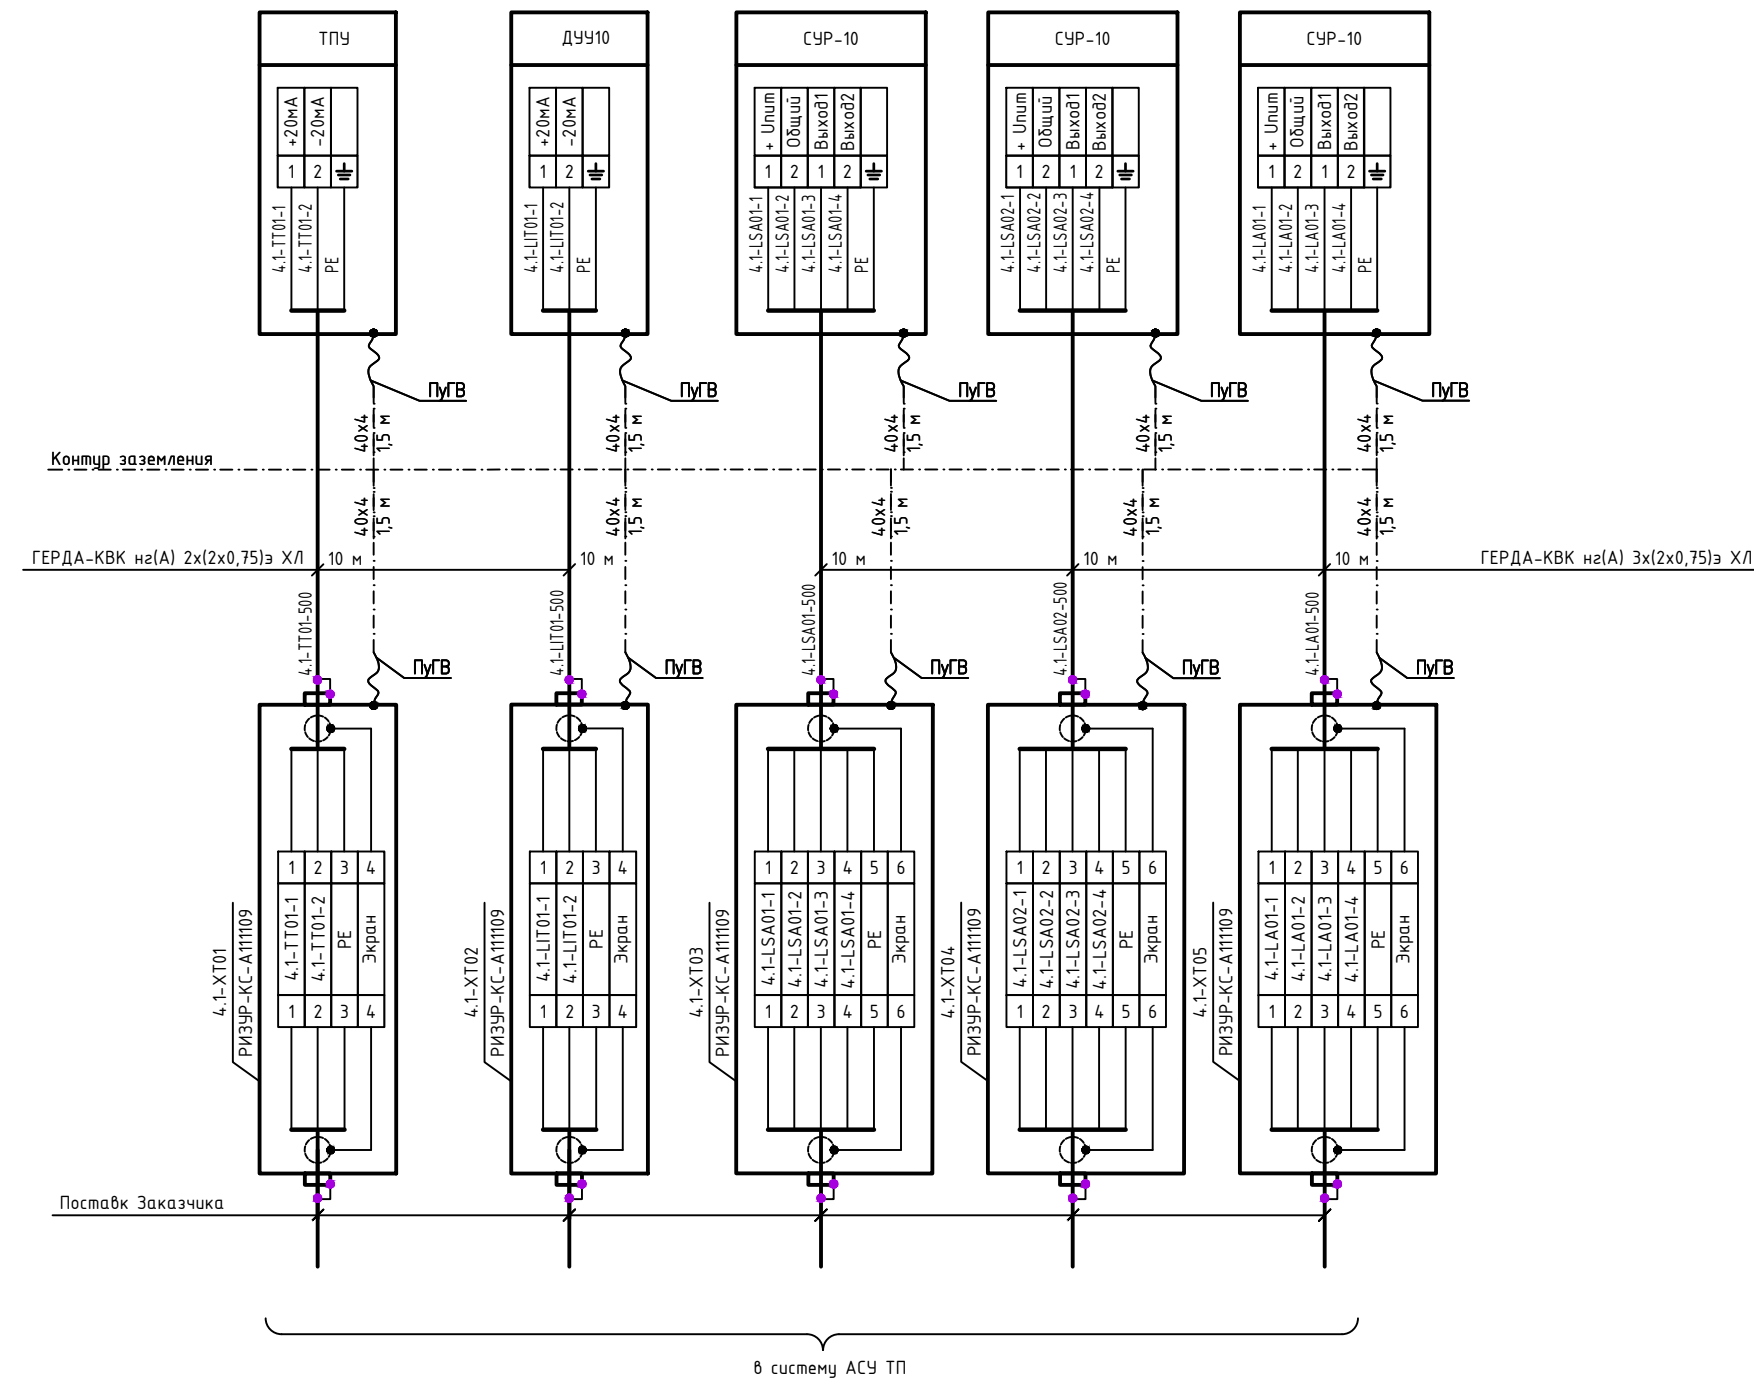 ТПУ
ДУУ10
СУР-10
СУР-10
СУР-10
+20мА
-20мА
1
2
4.1-TT01-1
4.1-TT01-2
PE
+20мА
-20мА
1
2
4.1-LIT01-1
4.1-LIT01-2
PE
+ Uпит
Общий
Выход1
Выход2
1
2
1
2
4.1-LSA01-1
4.1-LSA01-2
4.1-LSA01-3
4.1-LSA01-4
PE
+ Uпит
Общий
Выход1
Выход2
1
2
1
2
4.1-LSA02-1
4.1-LSA02-2
4.1-LSA02-3
4.1-LSA02-4
PE
+ Uпит
Общий
Выход1
Выход2
1
2
1
2
4.1-LA01-1
4.1-LA01-2
4.1-LA01-3
4.1-LA01-4
PE
ПуГВ
ПуГВ
ПуГВ
ПуГВ
ПуГВ
40х4
1,5 м
40х4
1,5 м
40х4
1,5 м
40х4
1,5 м
40х4
1,5 м
Контур заземления
40х4
1,5 м
40х4
1,5 м
40х4
1,5 м
40х4
1,5 м
40х4
1,5 м
ГЕРДА-КВК нг(А) 2х(2х0,75)э ХЛ
10 м
10 м
10 м
10 м
10 м
ГЕРДА-КВК нг(А) 3х(2х0,75)э ХЛ
4.1-TT01-500
4.1-LIT01-500
4.1-LSA01-500
4.1-LSA02-500
4.1-LA01-500
ПуГВ
ПуГВ
ПуГВ
ПуГВ
ПуГВ
4.1-XT01
РИЗУР-КС-А111109
1
2
3
4
4.1-TT01-1
4.1-TT01-2
PE
Экран
1
2
3
4
4.1-XT02
РИЗУР-КС-А111109
1
2
3
4
4.1-LIT01-1
4.1-LIT01-2
PE
Экран
1
2
3
4
4.1-XT03
РИЗУР-КС-А111109
1
2
3
4
5
6
4.1-LSA01-1
4.1-LSA01-2
4.1-LSA01-3
4.1-LSA01-4
PE
Экран
1
2
3
4
5
6
4.1-XT04
РИЗУР-КС-А111109
1
2
3
4
5
6
4.1-LSA02-1
4.1-LSA02-2
4.1-LSA02-3
4.1-LSA02-4
PE
Экран
1
2
3
4
5
6
4.1-XT05
РИЗУР-КС-А111109
1
2
3
4
5
6
4.1-LA01-1
4.1-LA01-2
4.1-LA01-3
4.1-LA01-4
PE
Экран
1
2
3
4
5
6
Поставк Заказчика
в систему АСУ ТП